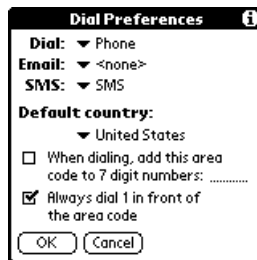 Dial Preferences i
Dial: Phone
Email: <none>
SMS: SMS
Default country:
United States
When dialing, add this area
code to 7 digit numbers:
Always dial 1 in front of
the area code
OK Cancel